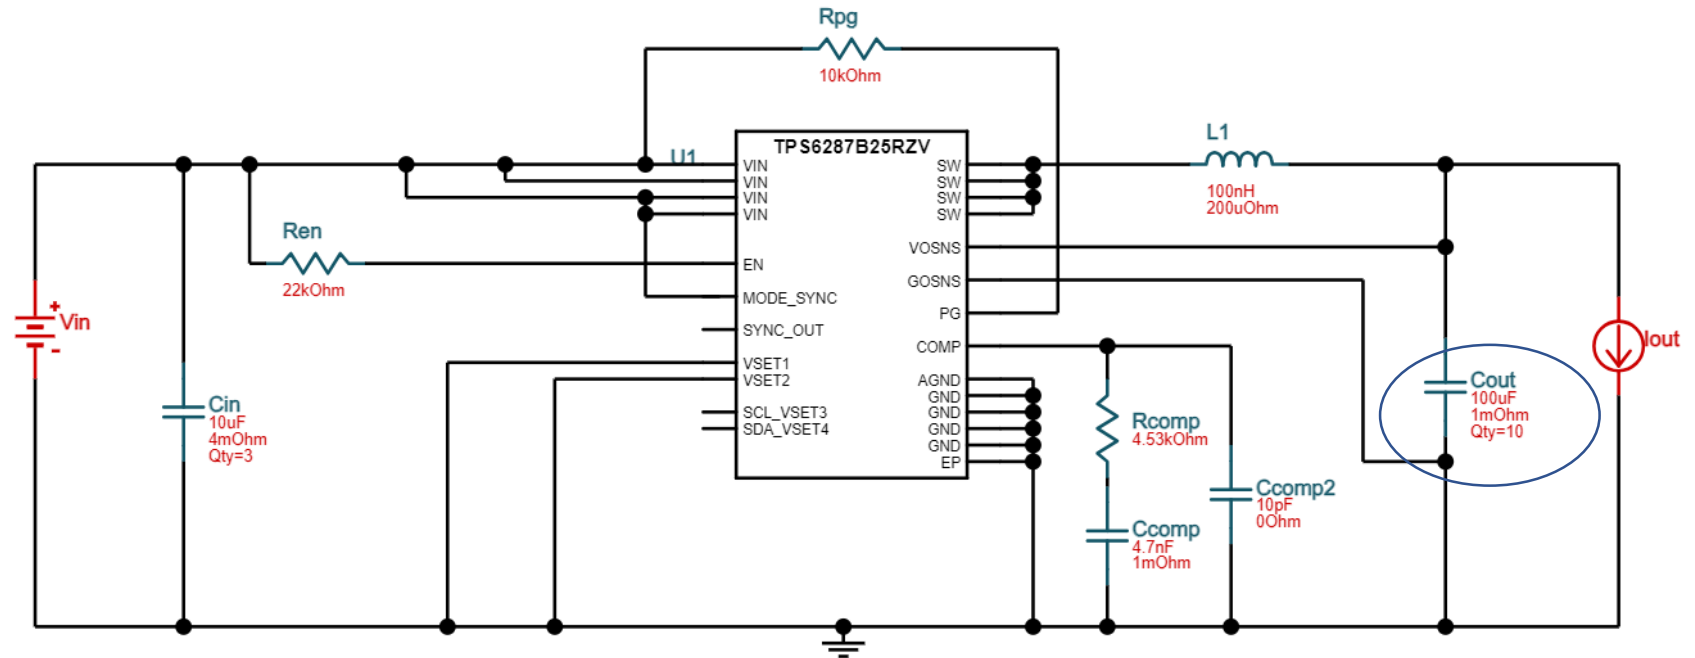 Rpg
10kOhm
TPS6287B25RZV
U1
VIN
VIN
VIN
VIN
EN
MODE_SYNC
SYNC_OUT
VSET1
VSET2
SCL_VSET3
SDA_VSET4
SW
SW
SW
SW
VOSNS
GOSNS
PG
COMP
AGND
GND
GND
GND
GND
EP
L1
100nH
200uOhm
Ren
22kOhm
+
Vin
-
Cin
10uF
4mOhm
Qty=3
Rcomp
4.53kOhm
Ccomp
4.7nF
1mOhm
Ccomp2
10pF
0Ohm
Cout
100uF
1mOhm
Qty=10
Iout